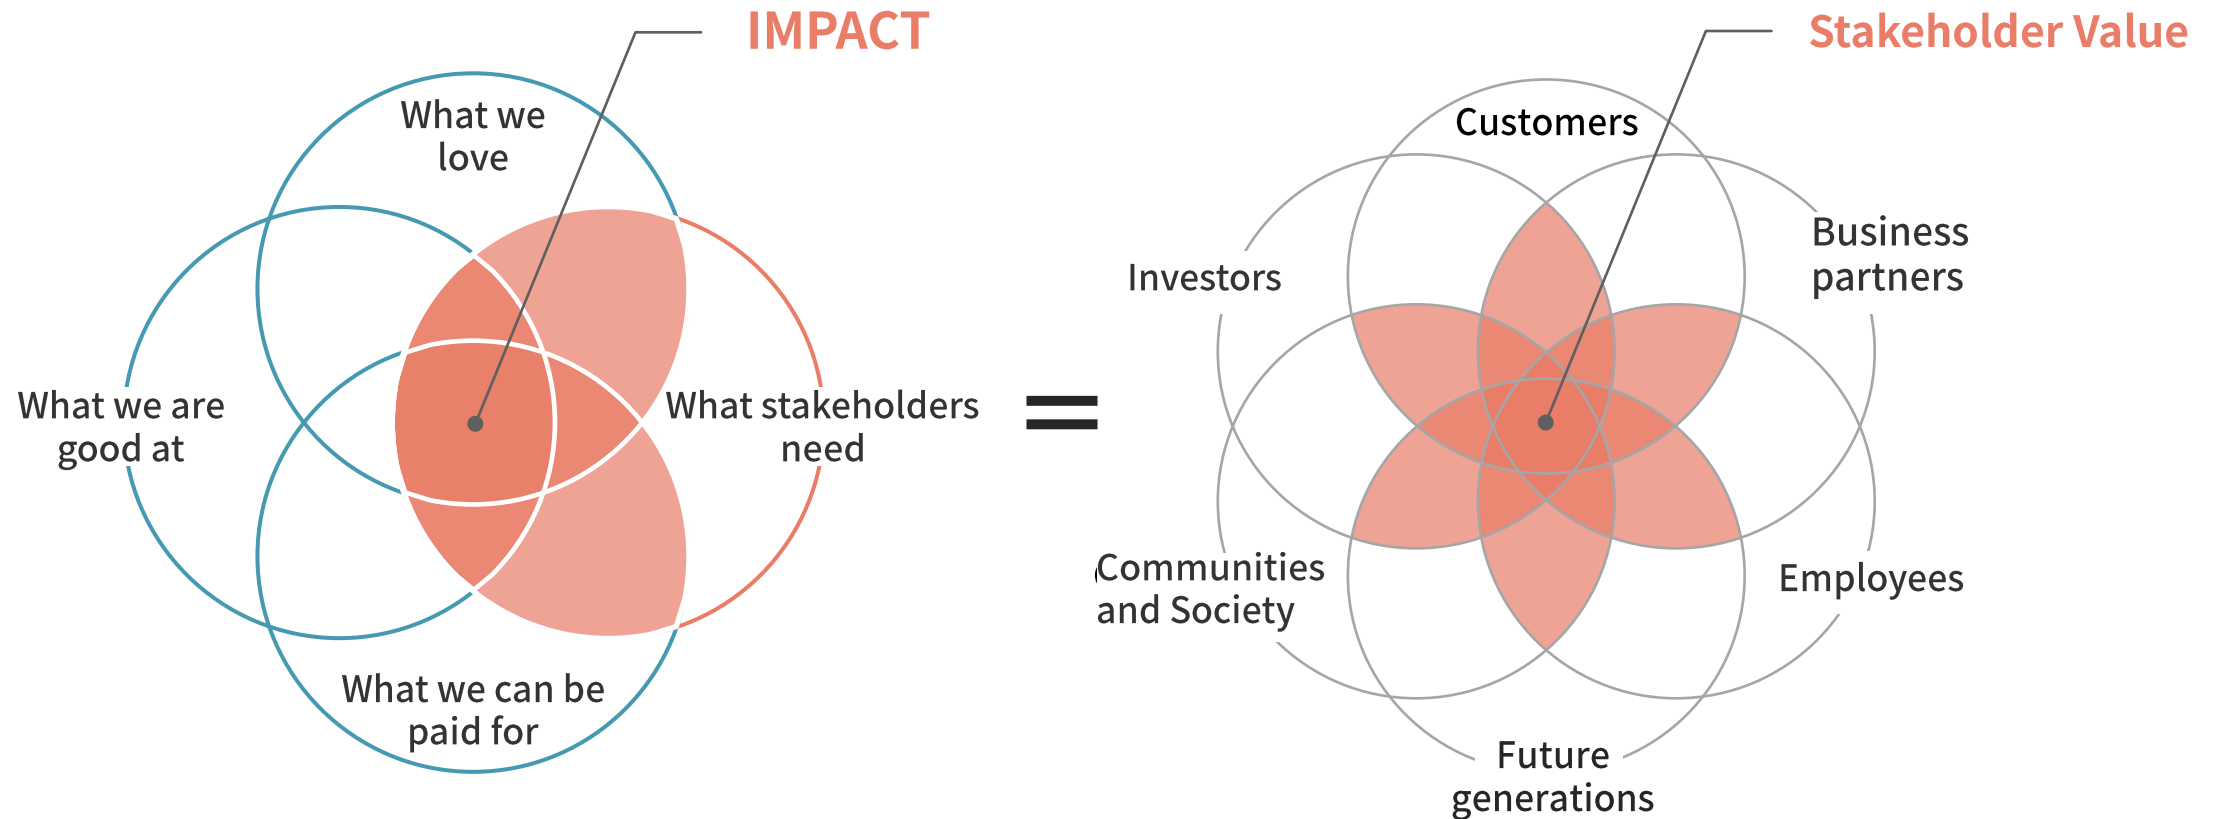 IMPACT
What we
love
What we are
good at
What stakeholders
need
What we can be
paid for
=
Stakeholder Value
Customers
Business
partners
Investors
Communities
and Society
Employees
Future
generations